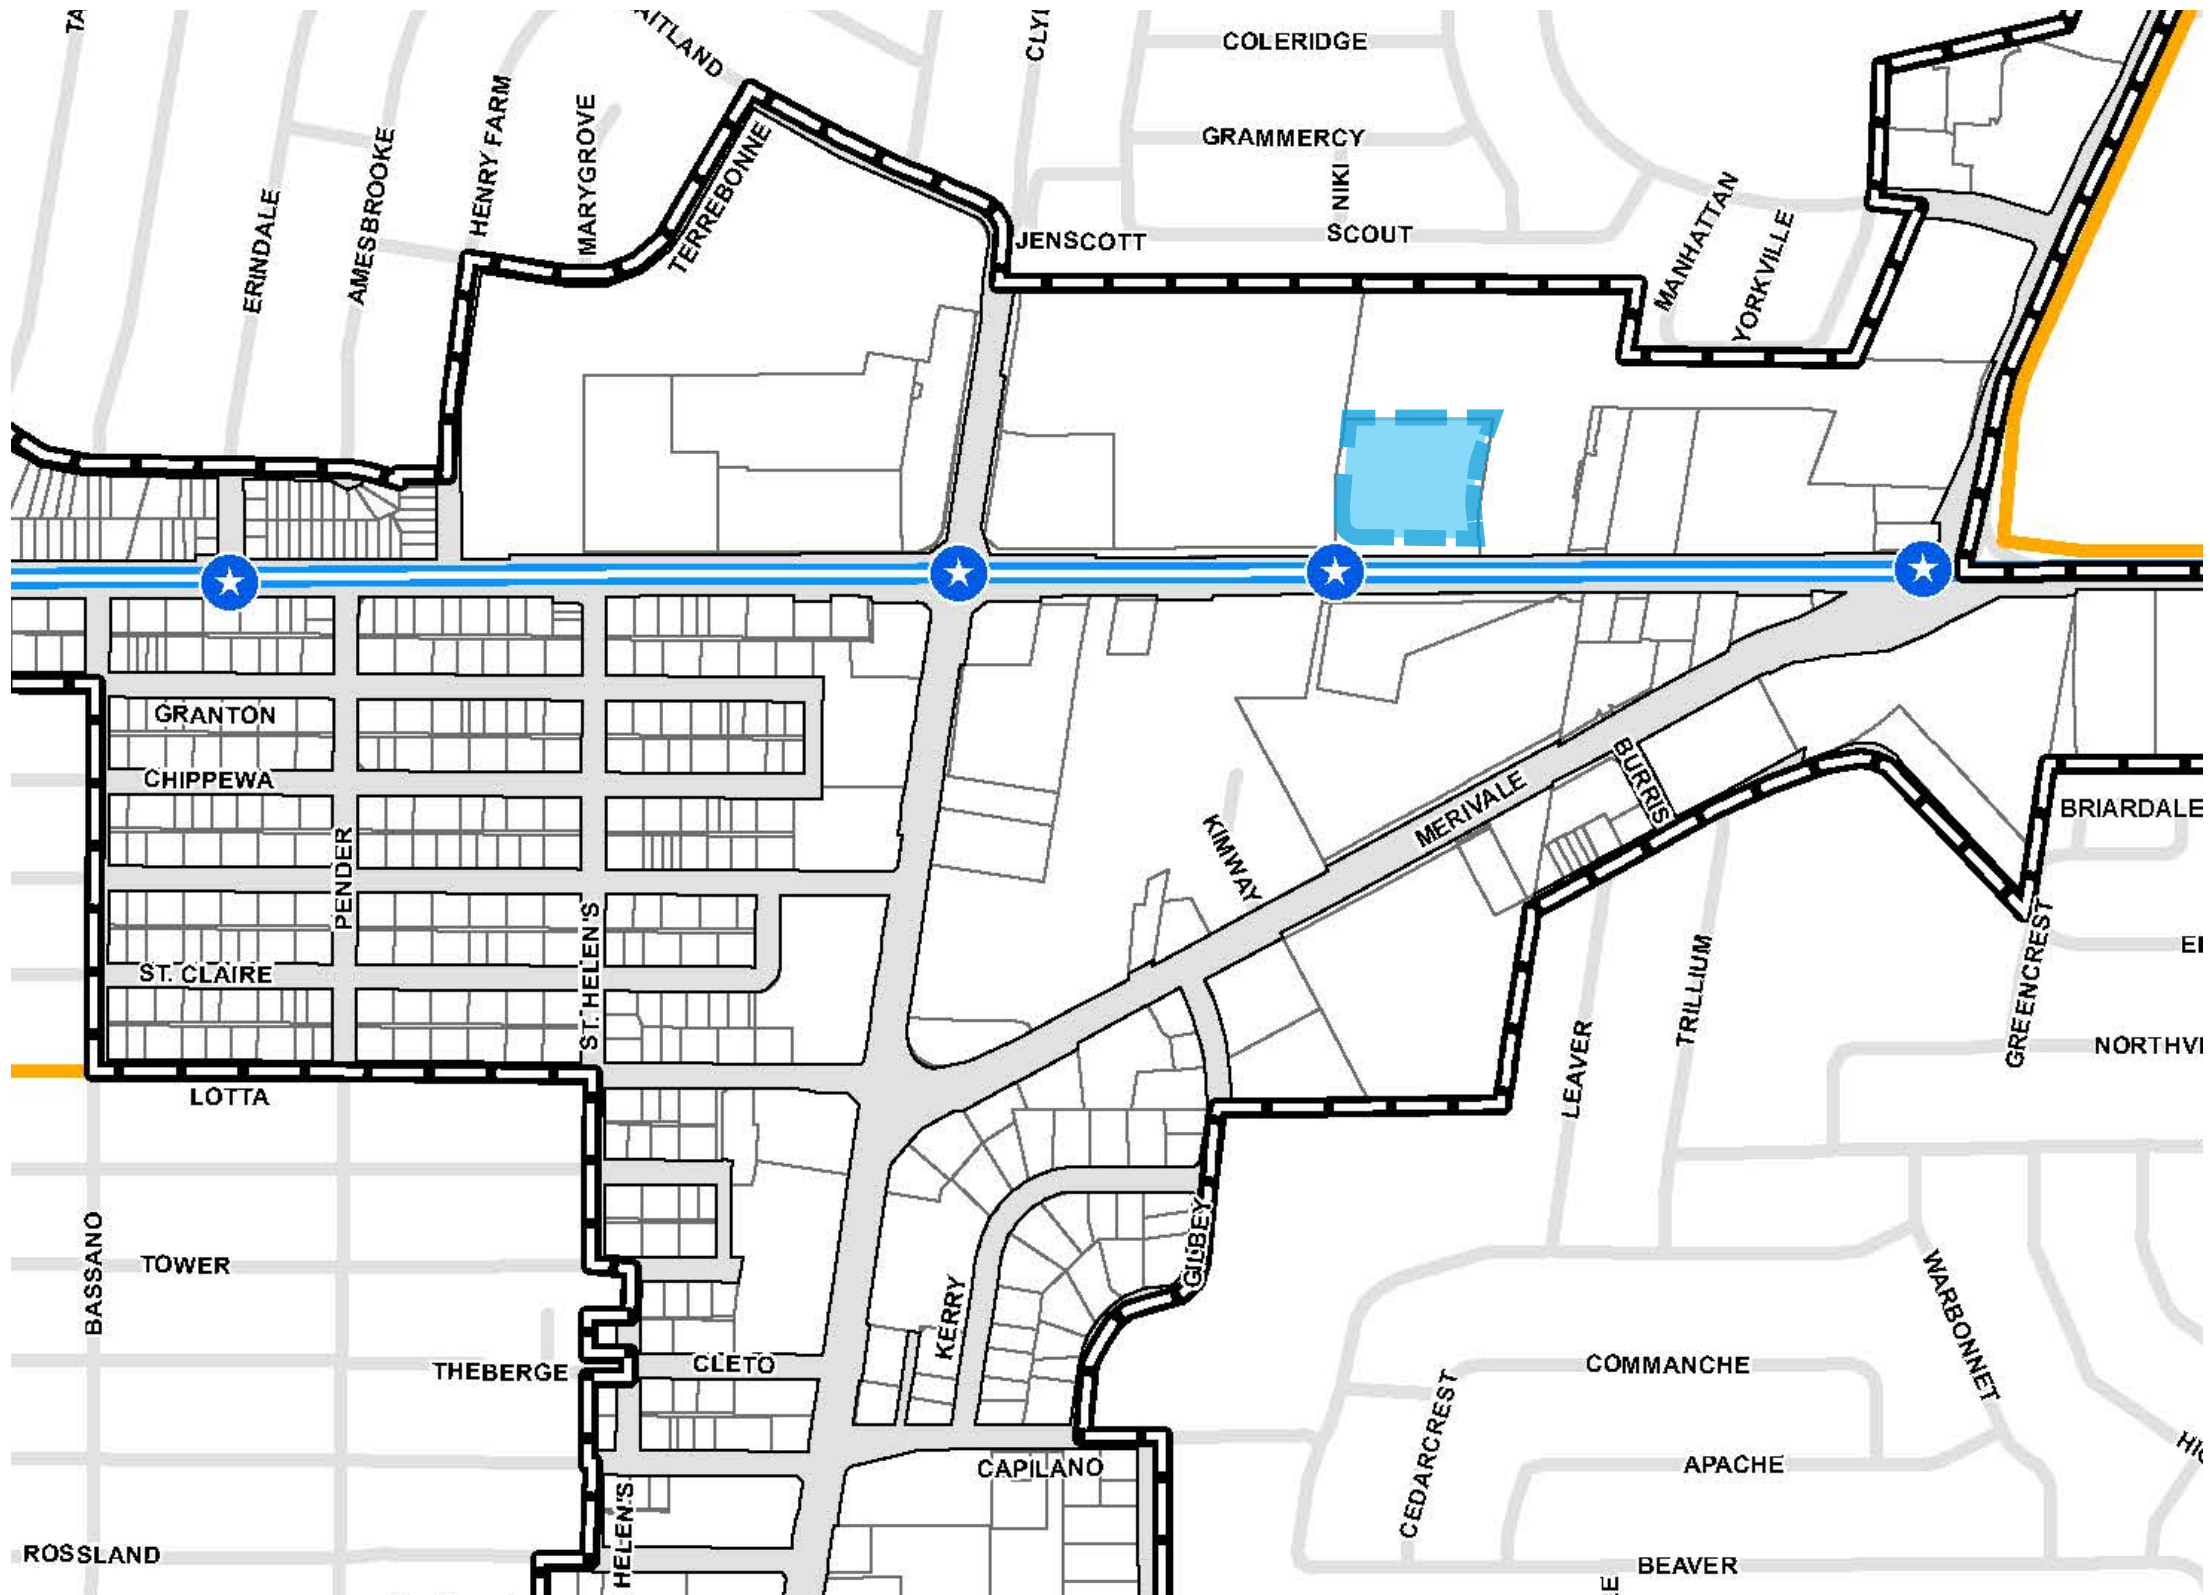 COLERIDGE
HENRY FARM
MARYGROVE
AMESBROOKE
ERINDALE
TERREBONNE
GRAMMERCY
NIKI
SCOUT
JENSCOTT
MANHATTAN
YORKVILLE
GRANTON
CHIPPEWA
PENDER
ST. CLAIRE
ST. HELEN'S
LOTTA
KIMWAY
MERIVALE
BURRIS
BRIARDALE
GREENCREST
TRILLIUM
LEAVER
BASSANO
TOWER
THEBERGE
CLETO
KERRY
GILBEY
CAPILANO
HELEN'S
ROSSLAND
WARBONNET
COMMANCHE
CEDARCREST
APACHE
BEAVER